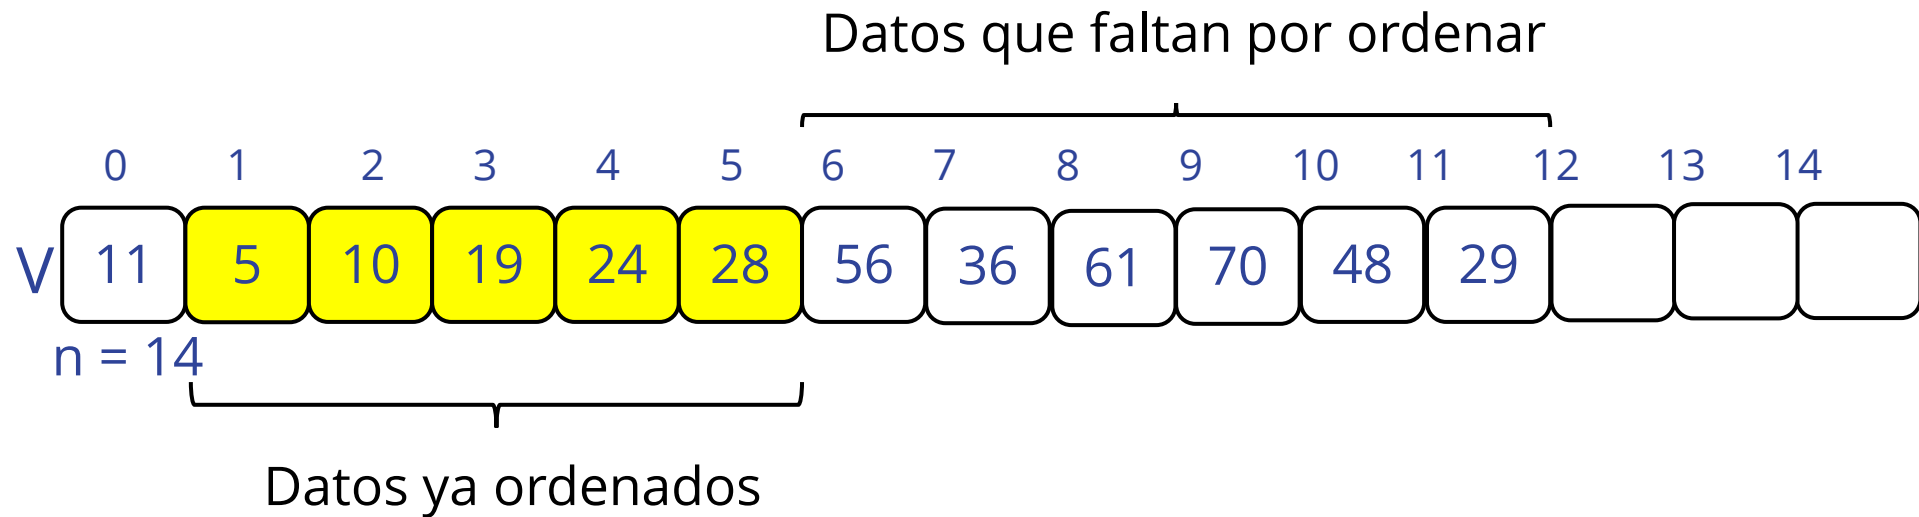 Datos que faltan por ordenar
0 1 2 3 4 5 6 7 8 9 10 11 12 13 14
V 11 5 10 19 24 28 56 36 61 70 48 29
n = 14
Datos ya ordenados